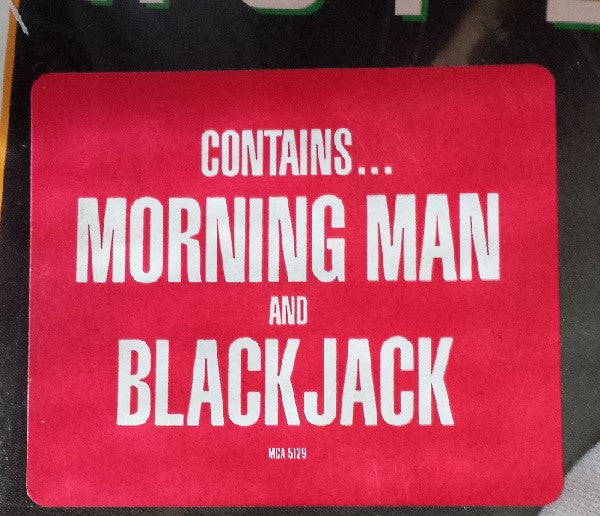 CONTAINS...
MORNING MAN
AND
BLACKJACK
MCA 5129